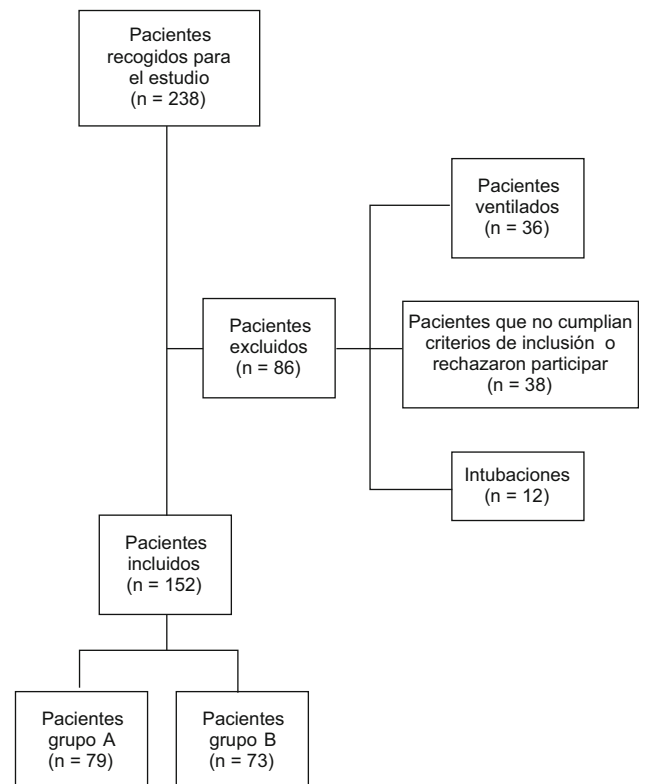 Pacientes
recogidos para
el estudio
(n = 238)
Pacientes
ventilados
(n = 36)
Pacientes
excluidos
(n = 86)
Pacientes que no cumplian
criterios de inclusión o
rechazaron participar
(n = 38)
Intubaciones
(n = 12)
Pacientes
incluidos
(n = 152)
Pacientes
grupo A
(n = 79)
Pacientes
grupo B
(n = 73)